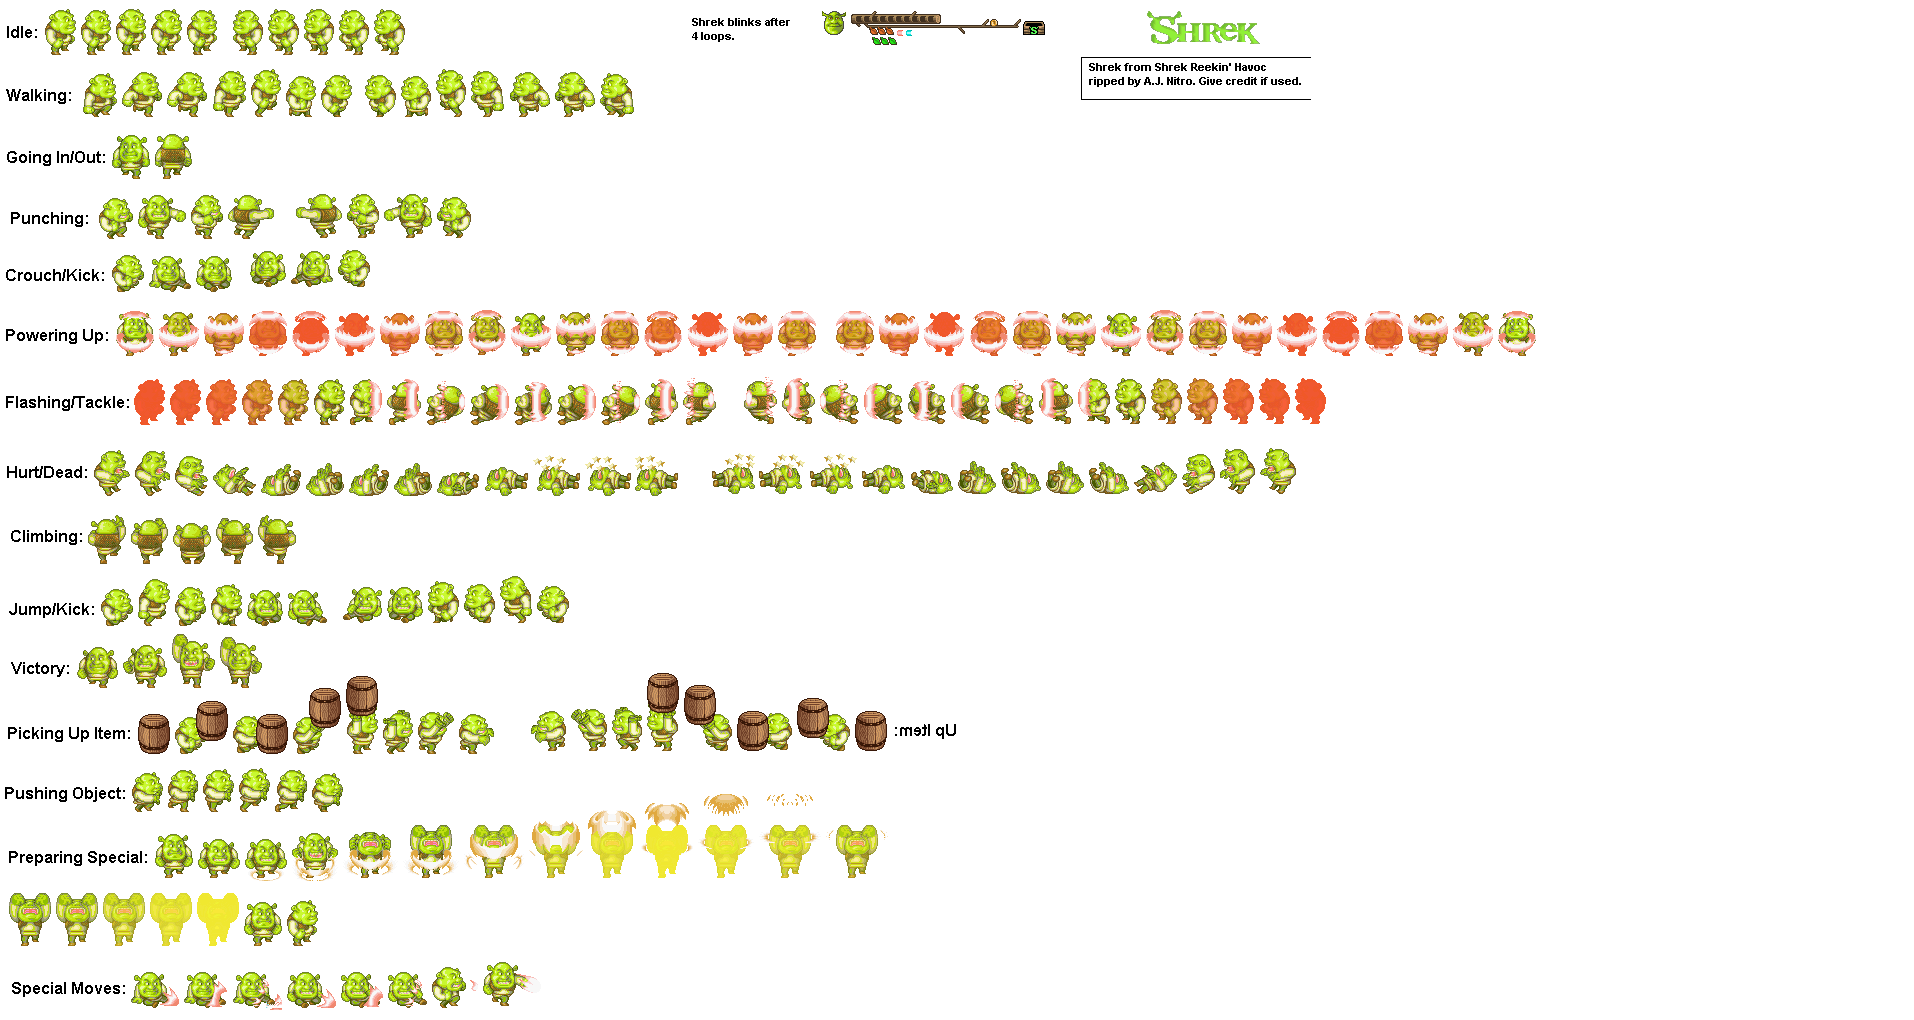 Idle:
Shrek blinks after
4 loops.
S
SHREK
Shrek from Shrek Reekin' Havoc
ripped by A.J. Nitro. Give credit if used.
Walking:
Going In/Out:
Punching:
Crouch/Kick:
Powering Up:
Flashing/Tackle:
Hurt/Dead:
Climbing:
Jump/Kick:
Victory:
Picking Up Item:
Up Item:
Pushing Object:
Preparing Special:
Special Moves: